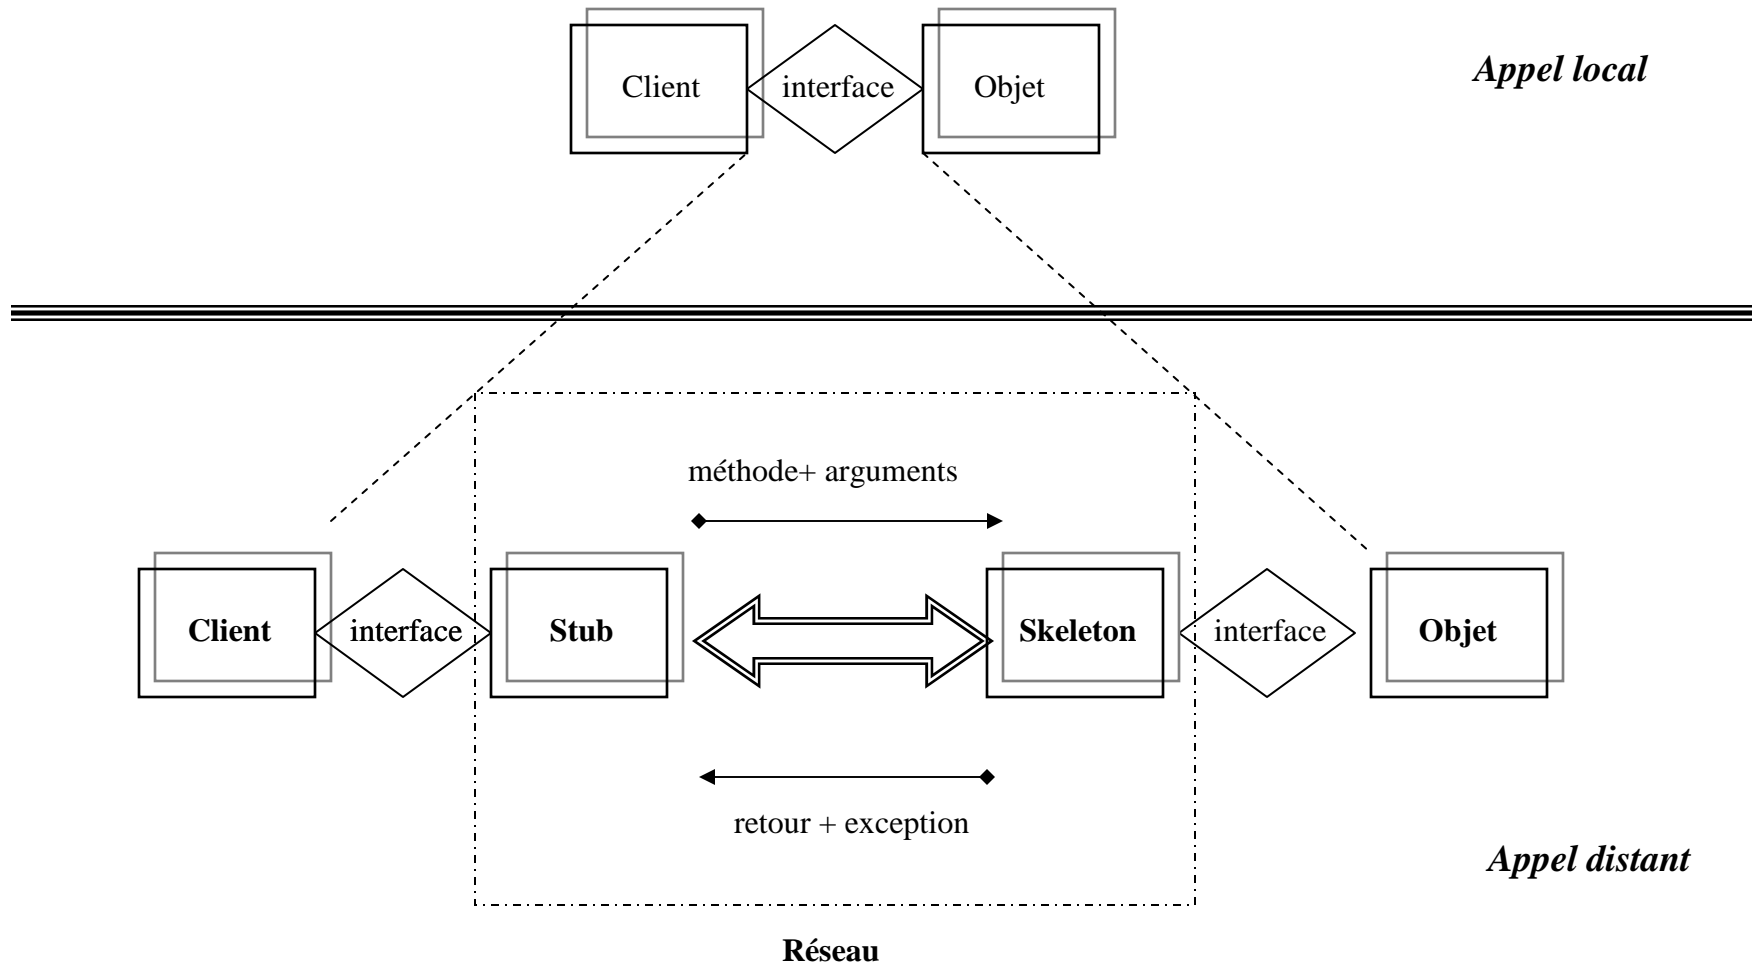 Client
interface
Objet
Appel local
méthode+ arguments
Client
interface
Stub
Skeleton
interface
Objet
retour + exception
Appel distant
Réseau